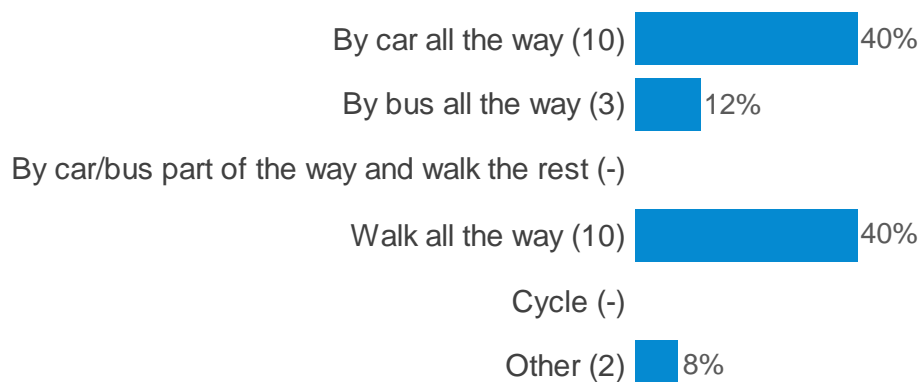 By car all the way (10) 40%
By bus all the way (3) 12%
By car/bus part of the way and walk the rest (-)
Walk all the way (10) 40%
Cycle (-)
Other (2) 8%